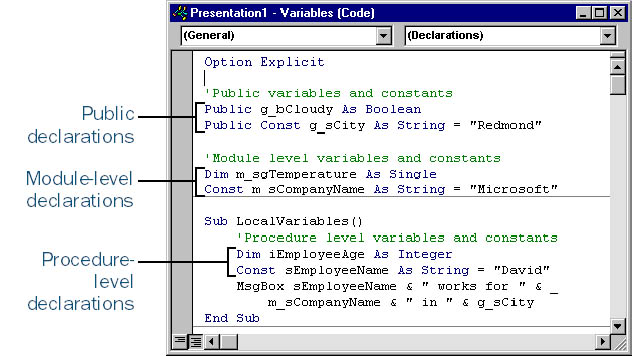 Presentation1 - Variables (Code)
(General)
(Declarations)
Option Explicit
'Public variables and constants
Public g_bCloudy As Boolean
Public Const g_sCity As String = "Redmond"
'Module level variables and constants
Dim m_sgTemperature As Single
Const m_sCompanyName As String = "Microsoft"
Sub LocalVariables()
'Procedure level variables and constants
Dim iEmployeeAge As Integer
Const sEmployeeName As String = "David"
MsgBox sEmployeeName & " works for " & _
m_sCompanyName & " in " & g_sCity
End Sub
Public
declarations
Module-level
declarations
Procedure-
level
declarations